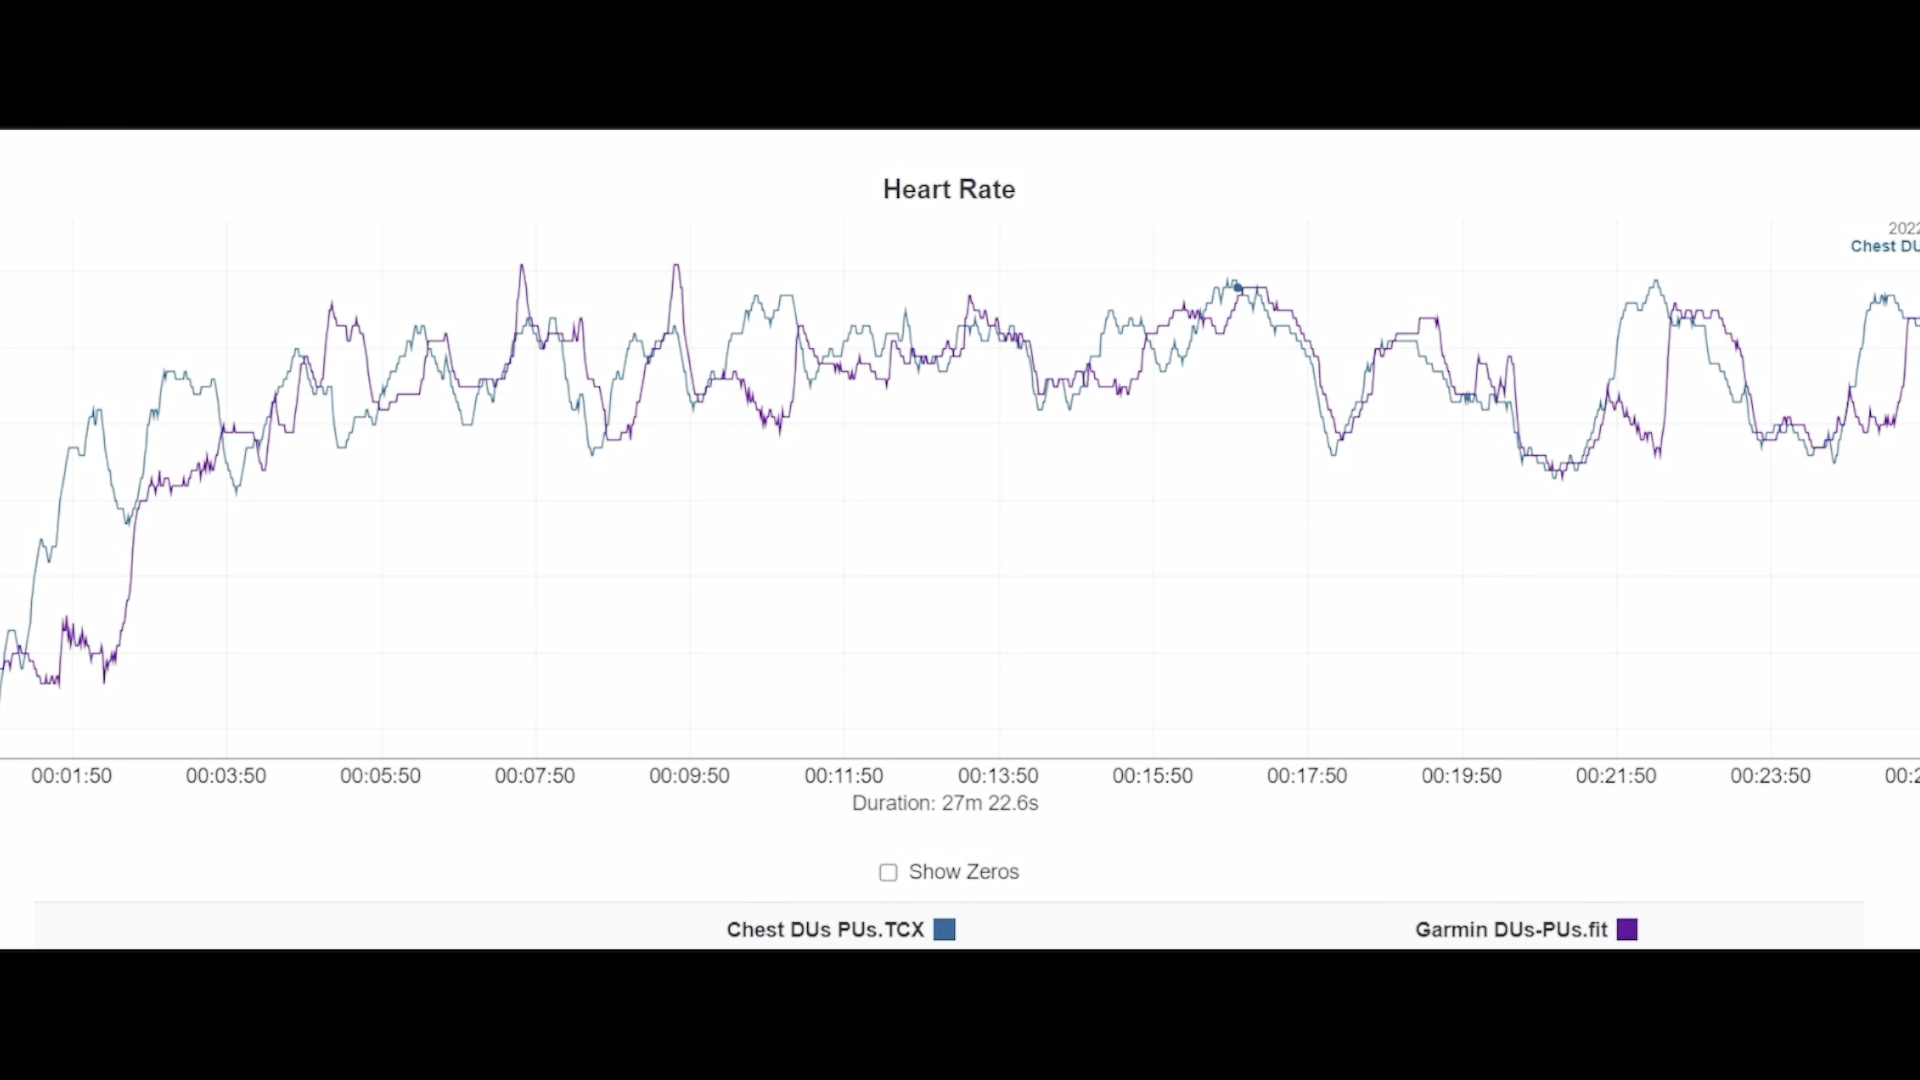 Heart Rate
2022
Chest DU
00:01:50 00:03:50 00:05:50 00:07:50 00:09:50 00:11:50 00:13:50 00:15:50 00:17:50 00:19:50 00:21:50 00:23:50 00:2
Duration: 27m 22.6s
Show Zeros
Chest DUs PUs.TCX Garmin DUs-PUs.fit